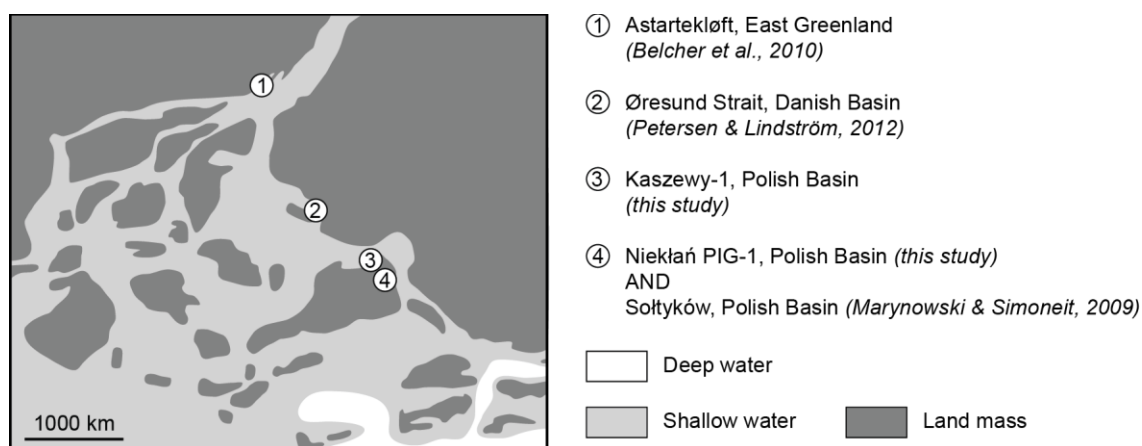 1
2
3
4
1000 km
① Astartekløft, East Greenland
(Belcher et al., 2010)
② Øresund Strait, Danish Basin
(Petersen & Lindström, 2012)
③ Kaszewy-1, Polish Basin
(this study)
④ Niekłań PIG-1, Polish Basin (this study)
AND
Sołtyków, Polish Basin (Marynowski & Simoneit, 2009)
Deep water
Shallow water Land mass